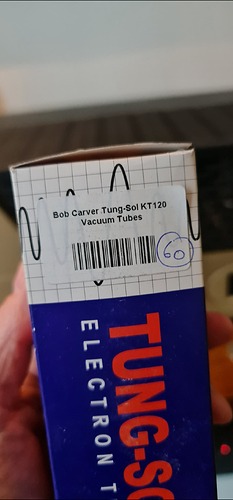 Bob Carver Tung-Sol KT120
Vacuum Tubes
60
TUNG-SO
ELECTRON T